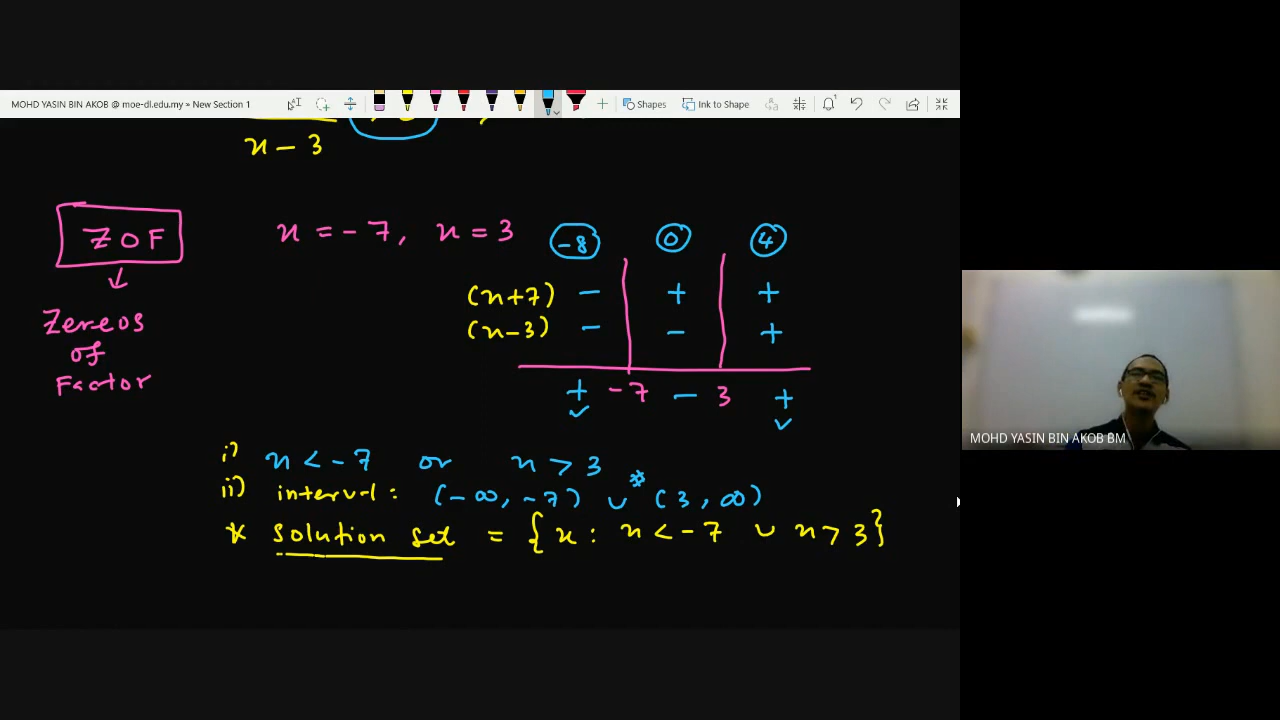 MOHD YASIN BIN AKOB @ moe-dl.edu.my » New Section 1
Shapes
Ink to Shape
x - 3
ZOF
Zereos
of
Factor
x = -7, x = 3
-8 0 4
(x+7) - + +
(x-3) - - +
+ -7 - 3 +
i) x < -7 or x > 3
ii) interval: (-∞, -7) ∪* (3, ∞)
* solution set = {x : x < -7 ∪ x > 3}
MOHD YASIN BIN AKOB BM